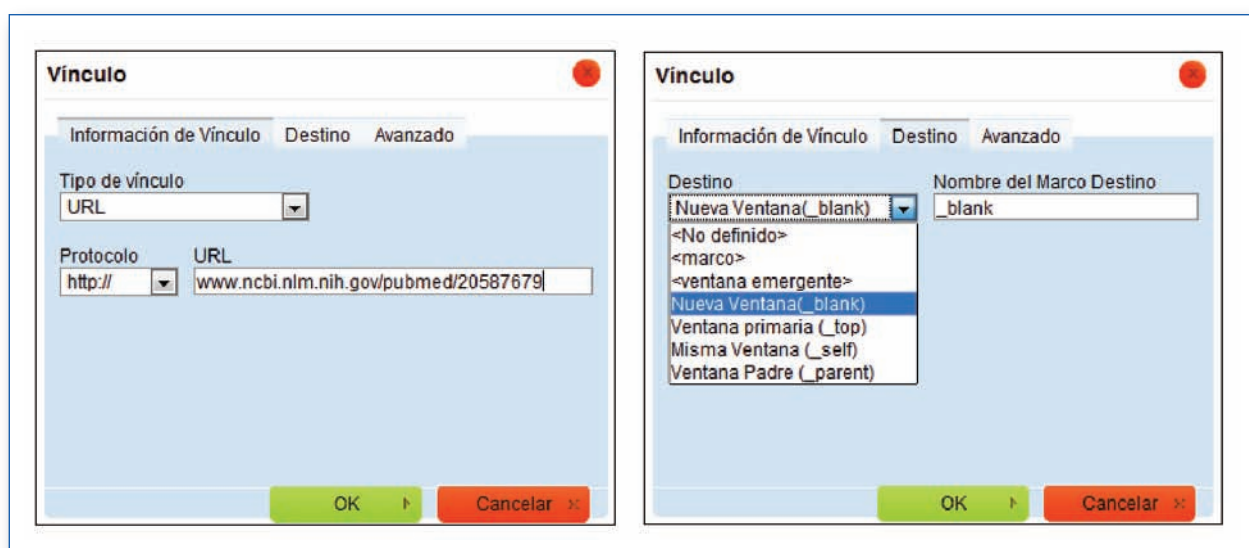 Vínculo
Información de Vínculo Destino Avanzado
Tipo de vínculo
URL
Protocolo URL
http:// www.ncbi.nlm.nih.gov/pubmed/20587679
OK Cancelar
Vínculo
Información de Vínculo Destino Avanzado
Destino Nombre del Marco Destino
Nueva Ventana(_blank) _blank
<No definido>
<marco>
<ventana emergente>
Nueva Ventana(_blank)
Ventana primaria (_top)
Misma Ventana (_self)
Ventana Padre (_parent)
OK Cancelar